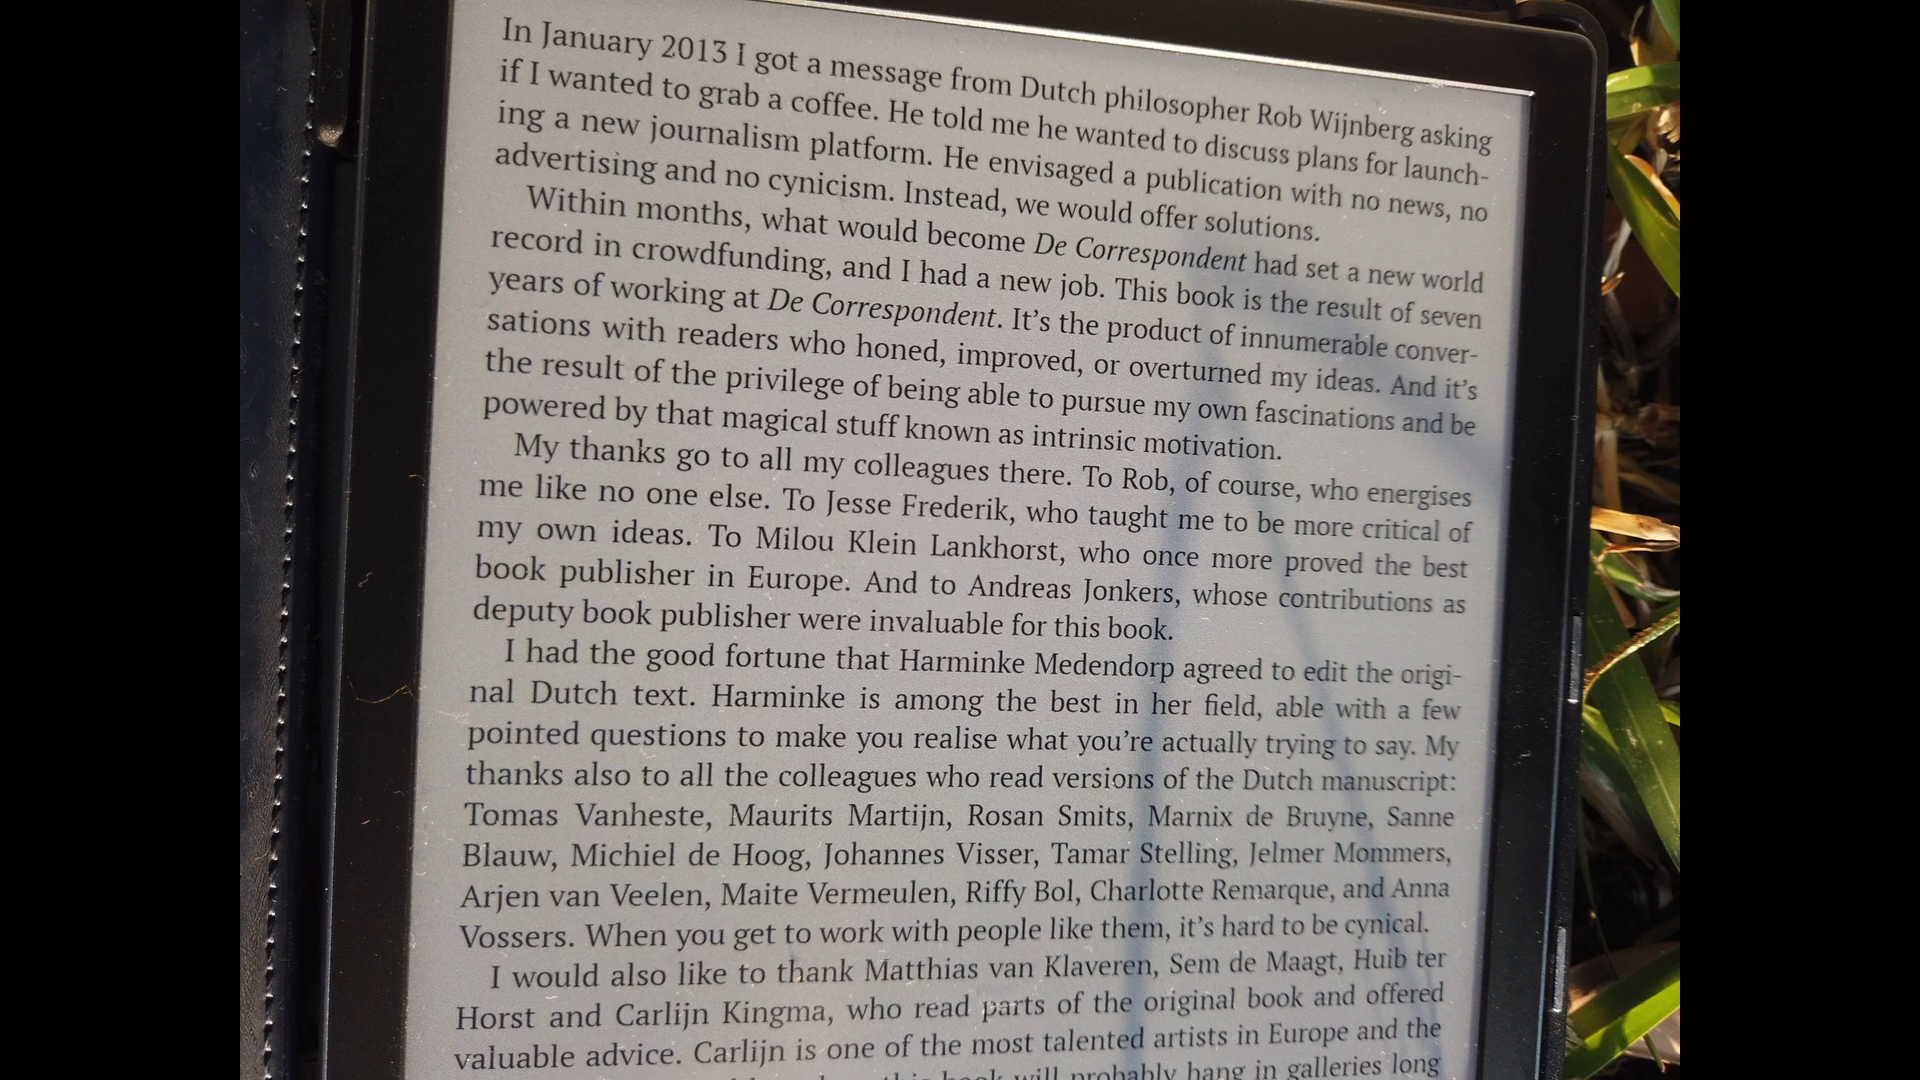 In January 2013 I got a message from Dutch philosopher Rob Wijnberg asking
if I wanted to grab a coffee. He told me he wanted to discuss plans for launch-
ing a new journalism platform. He envisaged a publication with no news, no
advertising and no cynicism. Instead, we would offer solutions.
Within months, what would become De Correspondent had set a new world
record in crowdfunding, and I had a new job. This book is the result of seven
years of working at De Correspondent. It’s the product of innumerable conver-
sations with readers who honed, improved, or overturned my ideas. And it’s
the result of the privilege of being able to pursue my own fascinations and be
powered by that magical stuff known as intrinsic motivation.
My thanks go to all my colleagues there. To Rob, of course, who energises
me like no one else. To Jesse Frederik, who taught me to be more critical of
my own ideas. To Milou Klein Lankhorst, who once more proved the best
book publisher in Europe. And to Andreas Jonkers, whose contributions as
deputy book publisher were invaluable for this book.
I had the good fortune that Harminke Medendorp agreed to edit the origi-
nal Dutch text. Harminke is among the best in her field, able with a few
pointed questions to make you realise what you’re actually trying to say. My
thanks also to all the colleagues who read versions of the Dutch manuscript:
Tomas Vanheste, Maurits Martijn, Rosan Smits, Marnix de Bruyne, Sanne
Blauw, Michiel de Hoog, Johannes Visser, Tamar Stelling, Jelmer Mommers,
Arjen van Veelen, Maite Vermeulen, Riffy Bol, Charlotte Remarque, and Anna
Vossers. When you get to work with people like them, it’s hard to be cynical.
I would also like to thank Matthias van Klaveren, Sem de Maagt, Huib ter
Horst and Carlijn Kingma, who read parts of the original book and offered
valuable advice. Carlijn is one of the most talented artists in Europe and the
this book will probably hang in galleries long